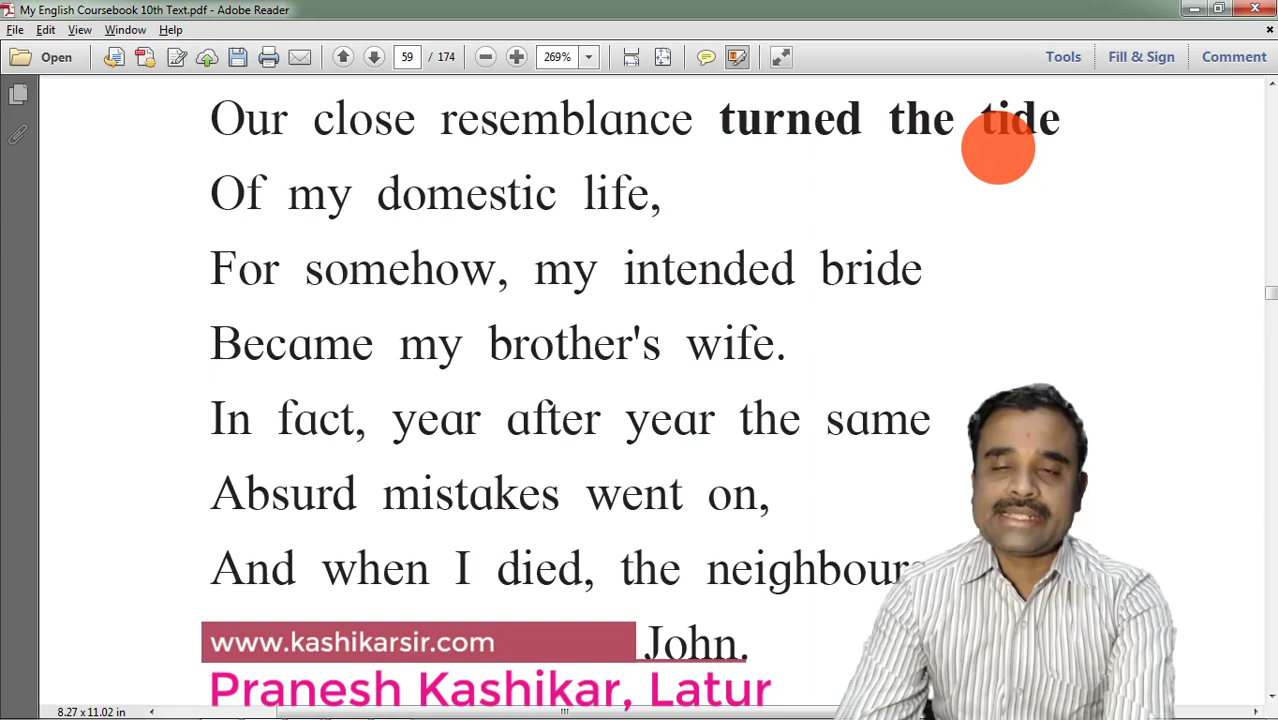 My English Coursebook 10th Text.pdf - Adobe Reader
File Edit View Window Help
Open 59 / 174 269% Tools Fill & Sign Comment
Our close resemblance turned the tide
Of my domestic life,
For somehow, my intended bride
Became my brother's wife.
In fact, year after year the same
Absurd mistakes went on,
And when I died, the neighbours
John.
www.kashikarsir.com
Pranesh Kashikar, Latur
8.27 x 11.02 in